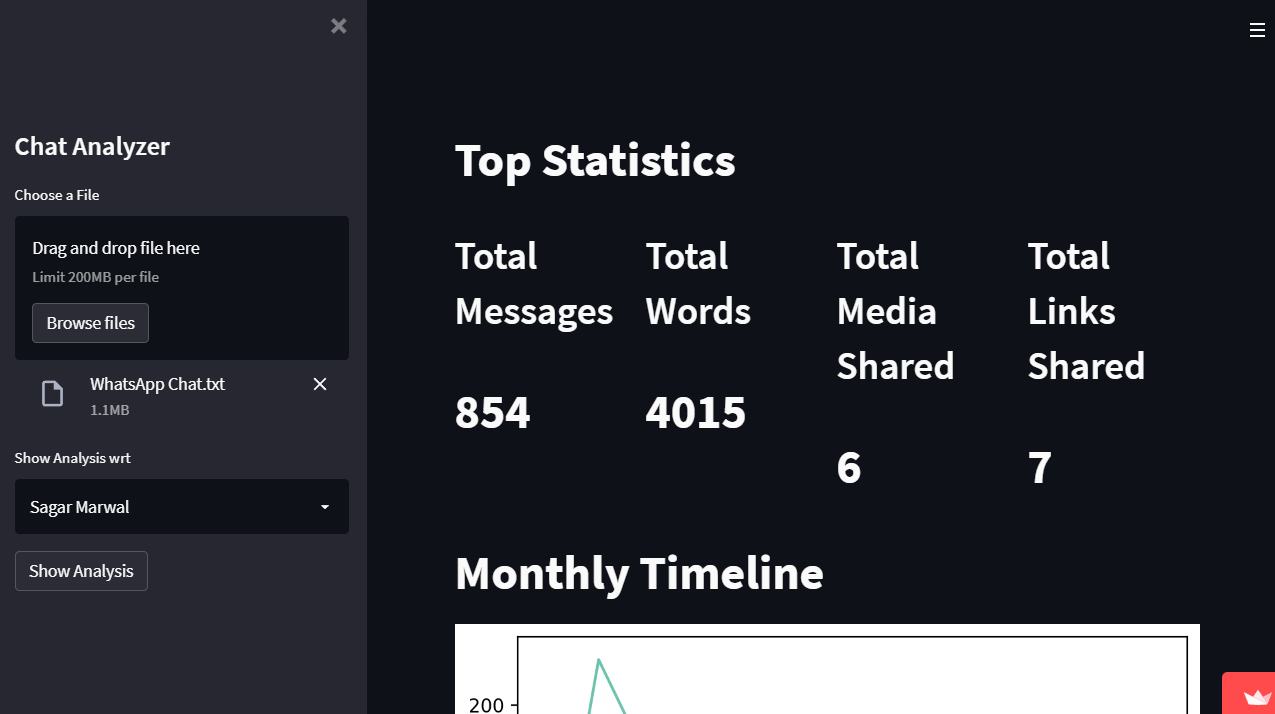 Chat Analyzer
Choose a File
Drag and drop file here
Limit 200MB per file
Browse files
WhatsApp Chat.txt
1.1MB
Show Analysis wrt
Sagar Marwal
Show Analysis
Top Statistics
Total
Messages
854
Total
Words
4015
Total
Media
Shared
6
Total
Links
Shared
7
Monthly Timeline
200